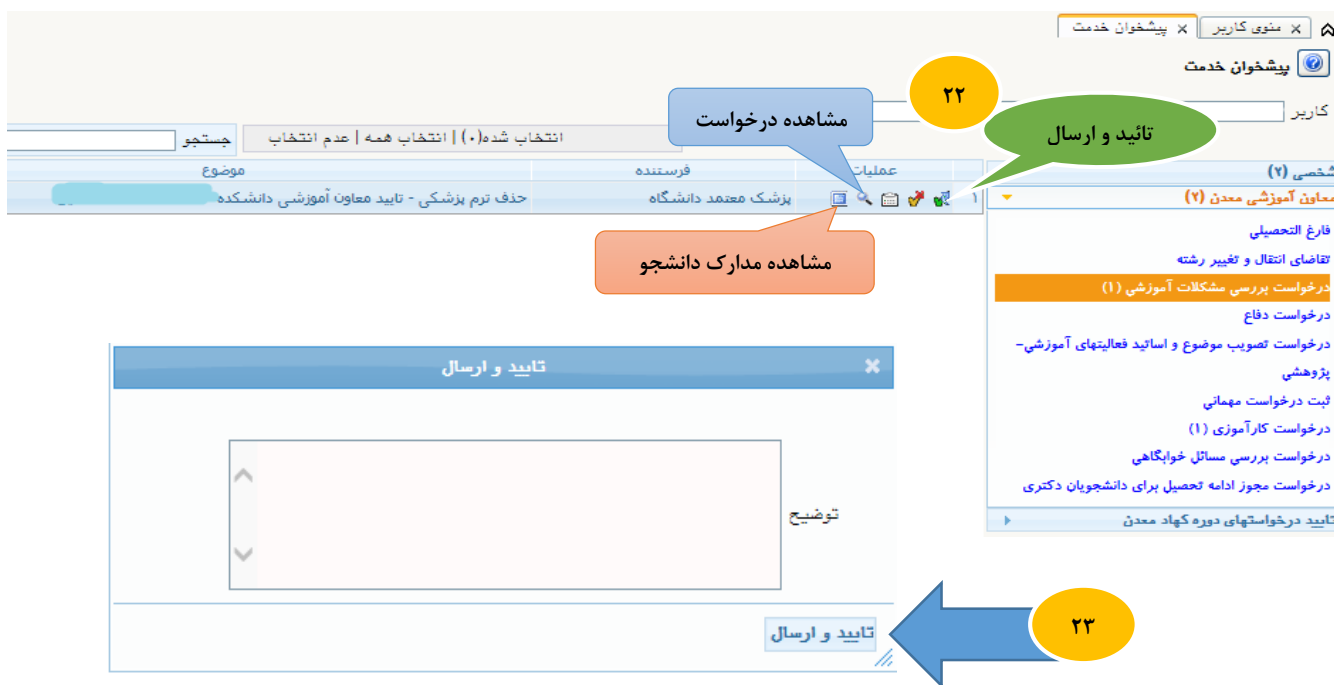 منوی کاربر
پیشخوان خدمت
پیشخوان خدمت
۲۲
کاربر
مشاهده درخواست
تائید و ارسال
انتخاب شده(۰) | انتخاب همه | عدم انتخاب
جستجو
عملیات
فرستنده
موضوع
۱
پزشک معتمد دانشگاه
حذف ترم پزشکی - تایید معاون آموزشی دانشکده
مشاهده مدارک دانشجو
شخصی (۲)
معاون آموزشی معدن (۲)
فارغ التحصیلی
تقاضای انتقال و تغییر رشته
درخواست بررسی مشکلات آموزشی (۱)
درخواست دفاع
درخواست تصویب موضوع و اساتید فعالیتهای آموزشی-
پژوهشی
ثبت درخواست مهمانی
درخواست کارآموزی (۱)
درخواست بررسی مسائل خوابگاهی
درخواست مجوز ادامه تحصیل برای دانشجویان دکتری
تایید درخواستهای دوره کهاد معدن
تایید و ارسال
توضیح
تایید و ارسال
۲۳